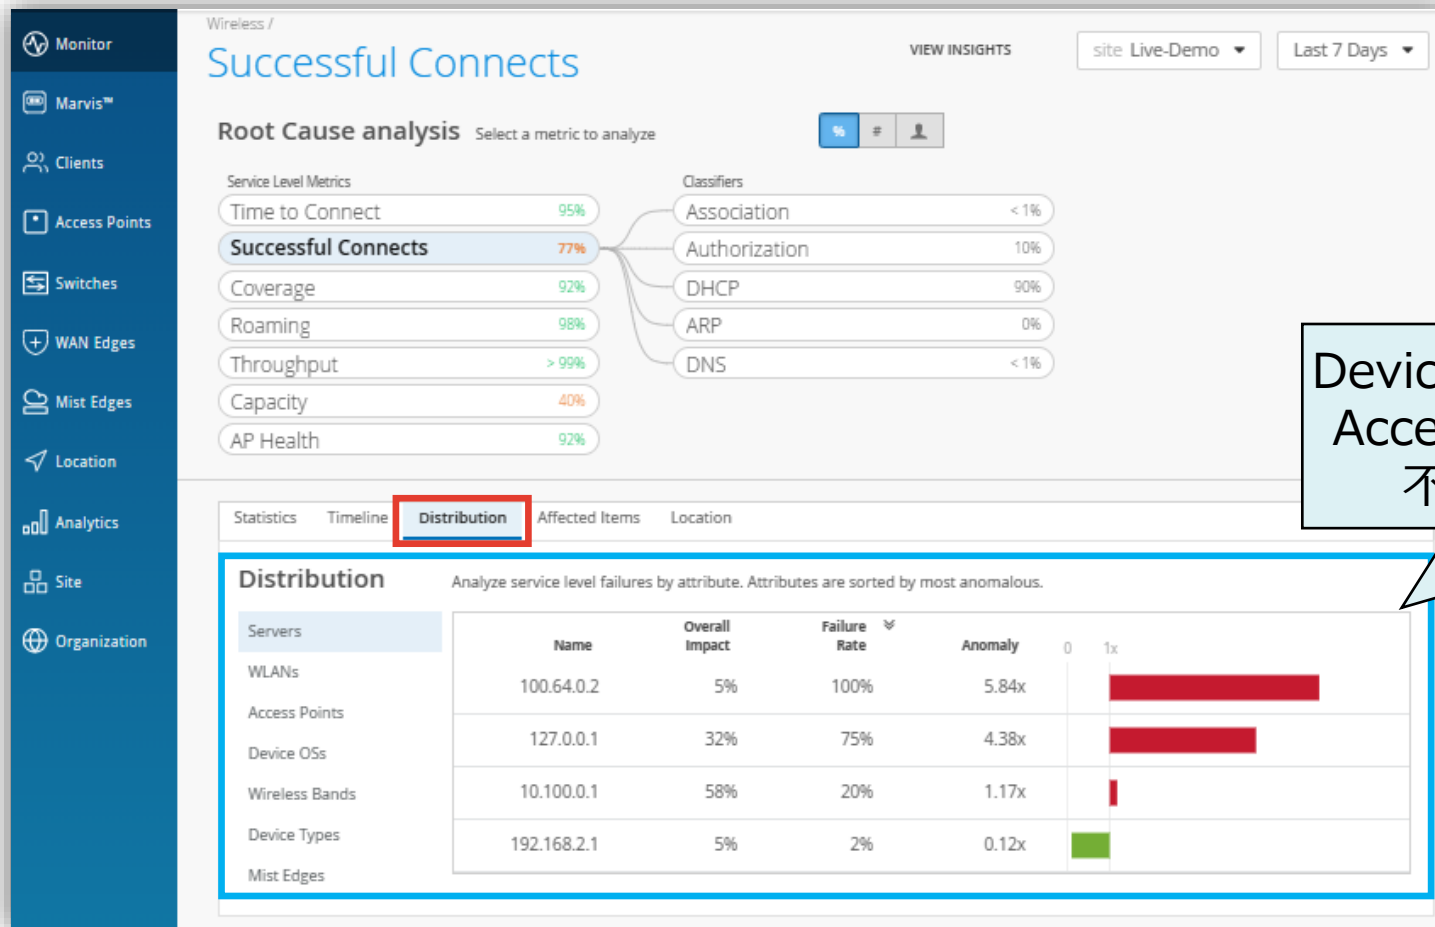 Monitor
Marvis™
Clients
Access Points
Switches
WAN Edges
Mist Edges
Location
Analytics
Site
Organization
Wireless /
Successful Connects
VIEW INSIGHTS
site Live-Demo
Last 7 Days
Root Cause analysis Select a metric to analyze
% #
Service Level Metrics
Time to Connect 95%
Successful Connects 77%
Coverage 92%
Roaming 98%
Throughput > 99%
Capacity 40%
AP Health 92%
Classifiers
Association < 1%
Authorization 10%
DHCP 90%
ARP 0%
DNS < 1%
Statistics Timeline Distribution Affected Items Location
Distribution Analyze service level failures by attribute. Attributes are sorted by most anomalous.
Servers
WLANs
Access Points
Device OSs
Wireless Bands
Device Types
Mist Edges
Name Overall Impact Failure Rate Anomaly 0 1x
100.64.0.2 5% 100% 5.84x
127.0.0.1 32% 75% 4.38x
10.100.0.1 58% 20% 1.17x
192.168.2.1 5% 2% 0.12x